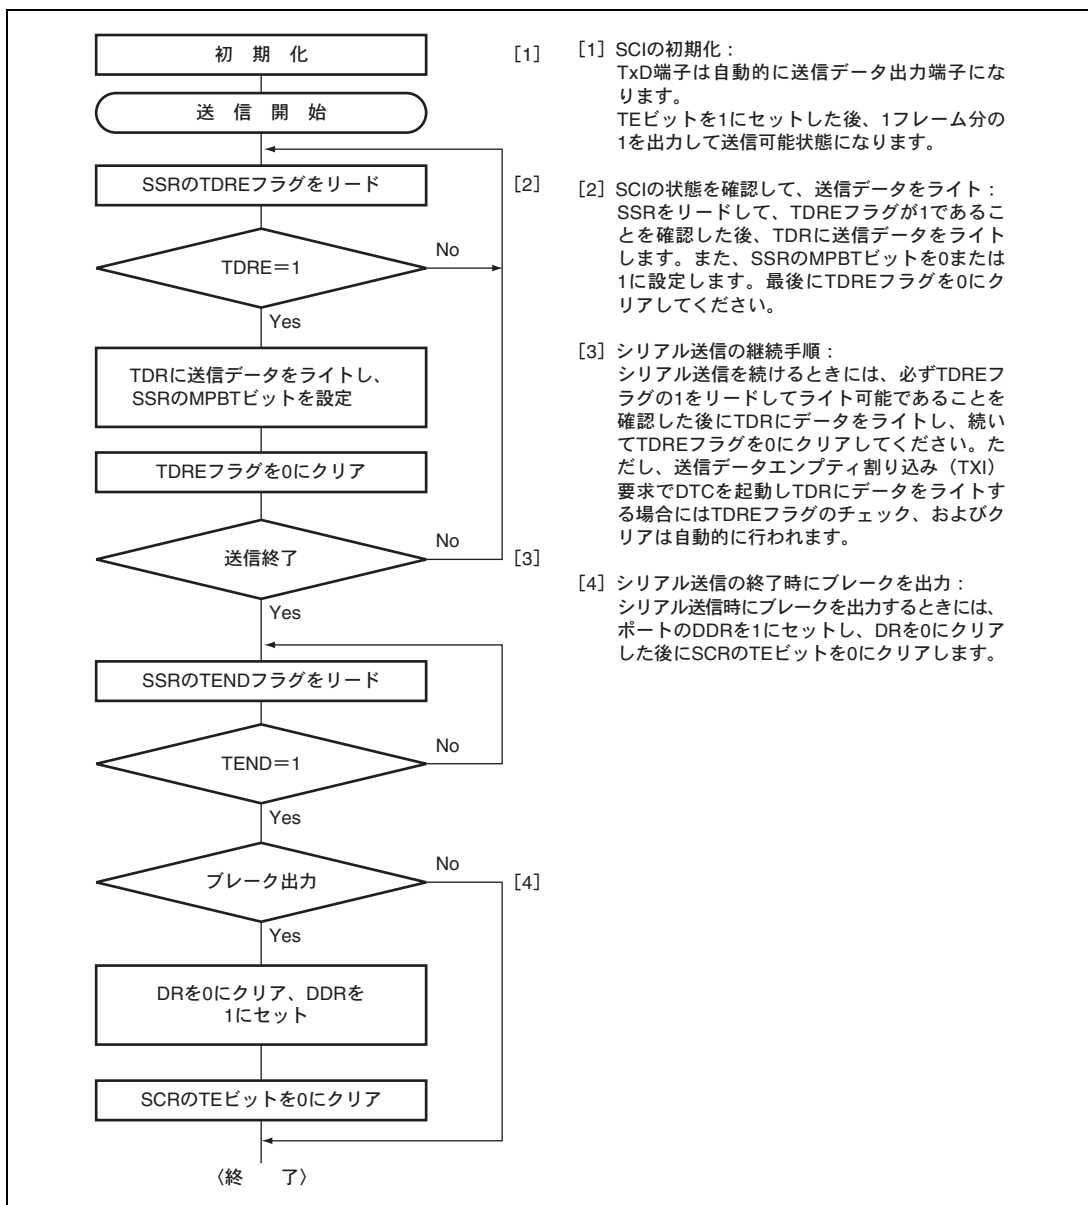 初　期　化
[1]
送　信　開　始
SSRのTDREフラグをリード
[2]
TDRE＝1
No
Yes
TDRに送信データをライトし、
SSRのMPBTビットを設定
TDREフラグを0にクリア
送信終了
No
[3]
Yes
SSRのTENDフラグをリード
TEND＝1
No
Yes
ブレーク出力
No
[4]
Yes
DRを0にクリア、DDRを
1にセット
SCRのTEビットを0にクリア
〈終　　了〉
[1] SCIの初期化：
TxD端子は自動的に送信データ出力端子にな
ります。
TEビットを1にセットした後、1フレーム分の
1を出力して送信可能状態になります。
[2] SCIの状態を確認して、送信データをライト：
SSRをリードして、TDREフラグが1であるこ
とを確認した後、TDRに送信データをライト
します。また、SSRのMPBTビットを0または
1に設定します。最後にTDREフラグを0にク
リアしてください。
[3] シリアル送信の継続手順：
シリアル送信を続けるときには、必ずTDREフ
ラグの1をリードしてライト可能であることを
確認した後にTDRにデータをライトし、続い
てTDREフラグを0にクリアしてください。た
だし、送信データエンプティ割り込み（TXI）
要求でDTCを起動しTDRにデータをライトす
る場合にはTDREフラグのチェック、およびク
リアは自動的に行われます。
[4] シリアル送信の終了時にブレークを出力：
シリアル送信時にブレークを出力するときには、
ポートのDDRを1にセットし、DRを0にクリア
した後にSCRのTEビットを0にクリアします。